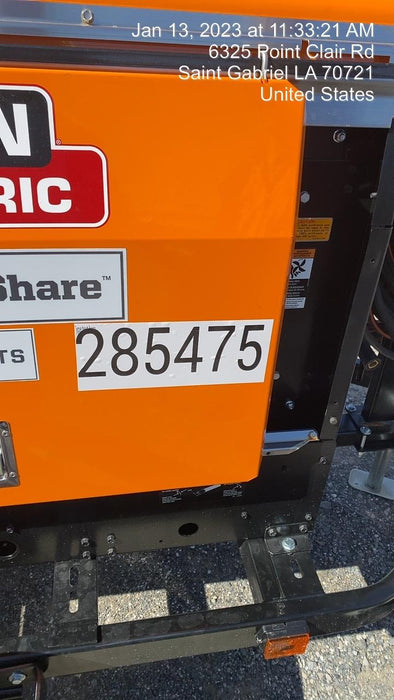 Jan 13, 2023 at 11:33:21 AM
6325 Point Clair Rd
Saint Gabriel LA 70721
United States
N
RIC
Share™
TS
285475